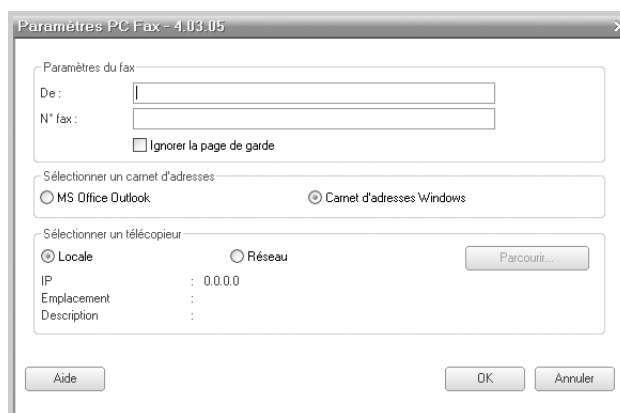 Paramètres PC Fax - 4.03.05
Paramètres du fax
De :
N° fax :
Ignorer la page de garde
Sélectionner un carnet d'adresses
MS Office Outlook
Carnet d'adresses Windows
Sélectionner un télécopieur
Locale
Réseau
Parcourir...
IP : 0.0.0.0
Emplacement :
Description :
Aide
OK
Annuler